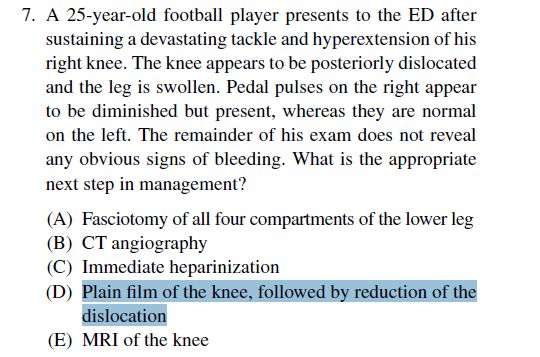 7. A 25-year-old football player presents to the ED after
sustaining a devastating tackle and hyperextension of his
right knee. The knee appears to be posteriorly dislocated
and the leg is swollen. Pedal pulses on the right appear
to be diminished but present, whereas they are normal
on the left. The remainder of his exam does not reveal
any obvious signs of bleeding. What is the appropriate
next step in management?
(A) Fasciotomy of all four compartments of the lower leg
(B) CT angiography
(C) Immediate heparinization
(D) Plain film of the knee, followed by reduction of the
dislocation
(E) MRI of the knee